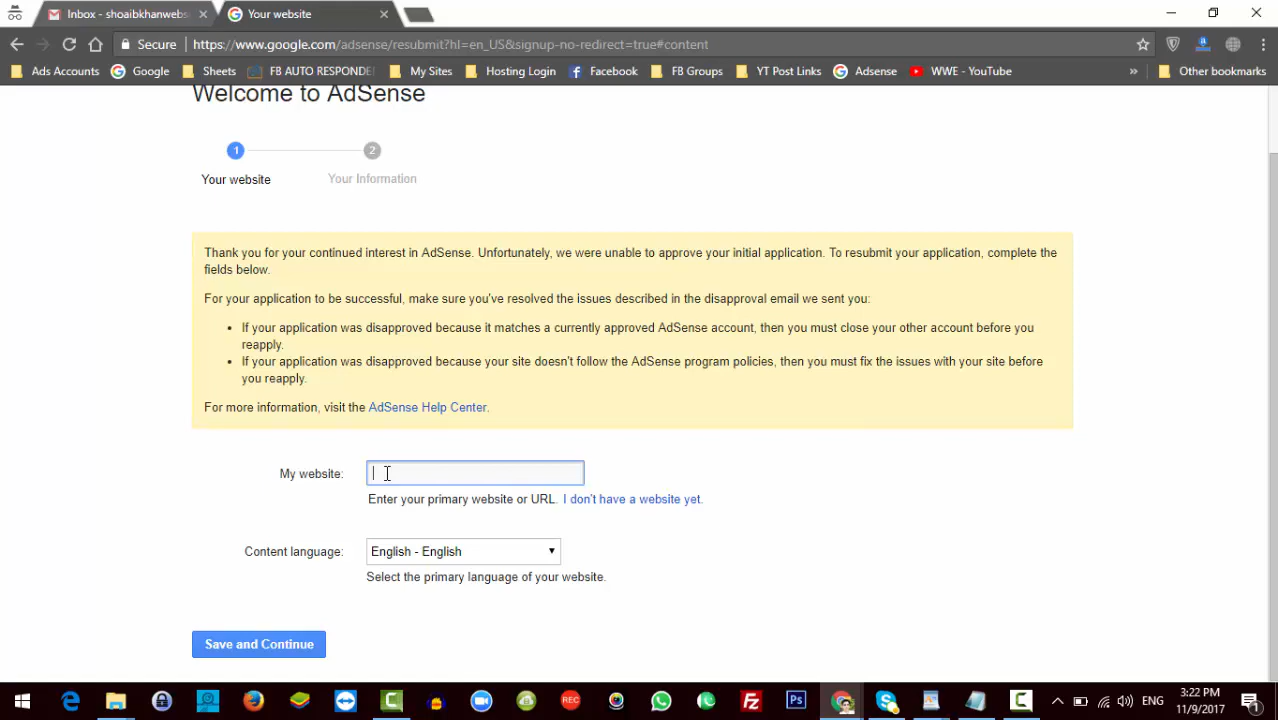 Inbox - shoaibkhanwebs
Your website
Secure
https://www.google.com/adsense/resubmit?hl=en_US&signup-no-redirect=true#content
Ads Accounts
Google
Sheets
FB AUTO RESPONDE
My Sites
Hosting Login
Facebook
FB Groups
YT Post Links
Adsense
WWE - YouTube
»
Other bookmarks
Welcome to AdSense
1
2
Your website
Your Information
Thank you for your continued interest in AdSense. Unfortunately, we were unable to approve your initial application. To resubmit your application, complete the
fields below.
For your application to be successful, make sure you've resolved the issues described in the disapproval email we sent you:
• If your application was disapproved because it matches a currently approved AdSense account, then you must close your other account before you
reapply.
• If your application was disapproved because your site doesn't follow the AdSense program policies, then you must fix the issues with your site before
you reapply.
For more information, visit the AdSense Help Center.
My website:
Enter your primary website or URL. I don't have a website yet.
Content language:
English - English
Select the primary language of your website.
Save and Continue
REC
Ps
ENG
3:22 PM
11/9/2017
1